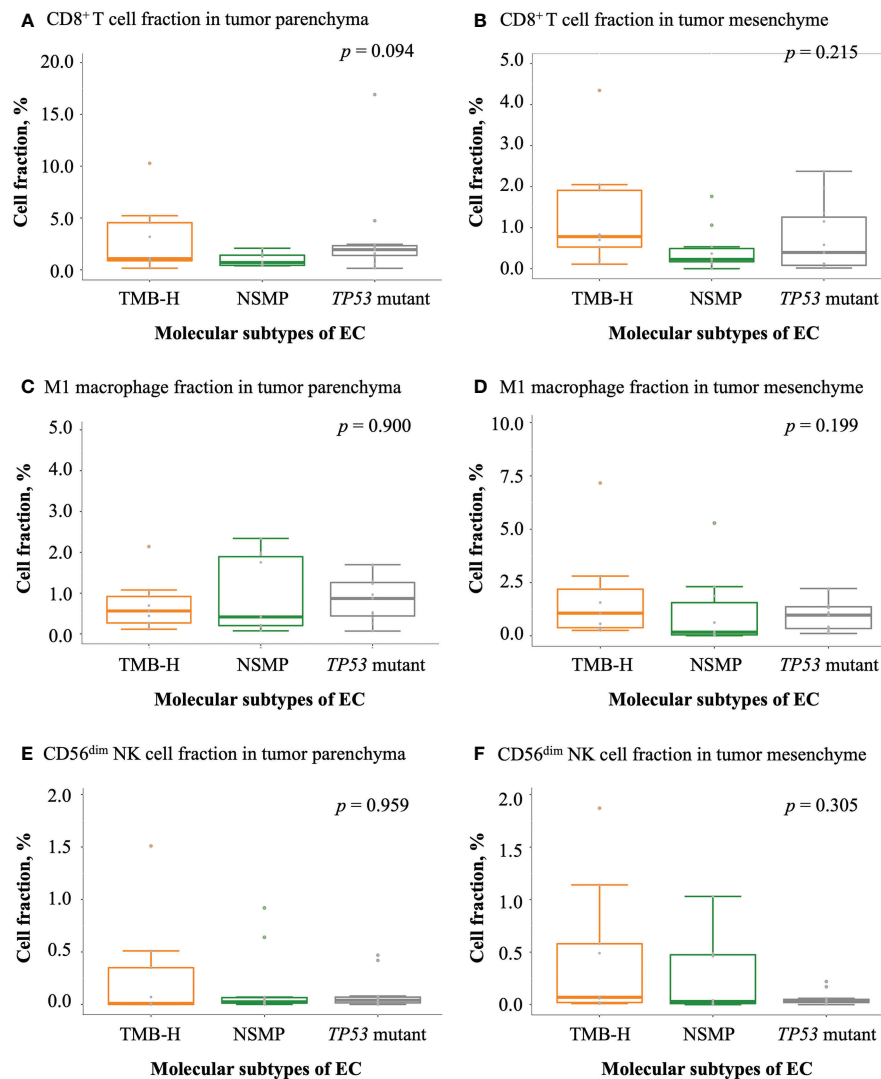 A CD8⁺ T cell fraction in tumor parenchyma
p = 0.094
Cell fraction, %
20.0
15.0
10.0
5.0
0.0
TMB-H NSMP TP53 mutant
Molecular subtypes of EC
B CD8⁺ T cell fraction in tumor mesenchyme
p = 0.215
Cell fraction, %
5.0
4.0
3.0
2.0
1.0
0.0
TMB-H NSMP TP53 mutant
Molecular subtypes of EC
C M1 macrophage fraction in tumor parenchyma
p = 0.900
Cell fraction, %
5.0
4.0
3.0
2.0
1.0
0.0
TMB-H NSMP TP53 mutant
Molecular subtypes of EC
D M1 macrophage fraction in tumor mesenchyme
p = 0.199
Cell fraction, %
10.0
7.5
5.0
2.5
0.0
TMB-H NSMP TP53 mutant
Molecular subtypes of EC
E CD56ᵈⁱᵐ NK cell fraction in tumor parenchyma
p = 0.959
Cell fraction, %
2.0
1.5
1.0
0.5
0.0
TMB-H NSMP TP53 mutant
Molecular subtypes of EC
F CD56ᵈⁱᵐ NK cell fraction in tumor mesenchyme
p = 0.305
Cell fraction, %
2.0
1.5
1.0
0.5
0.0
TMB-H NSMP TP53 mutant
Molecular subtypes of EC